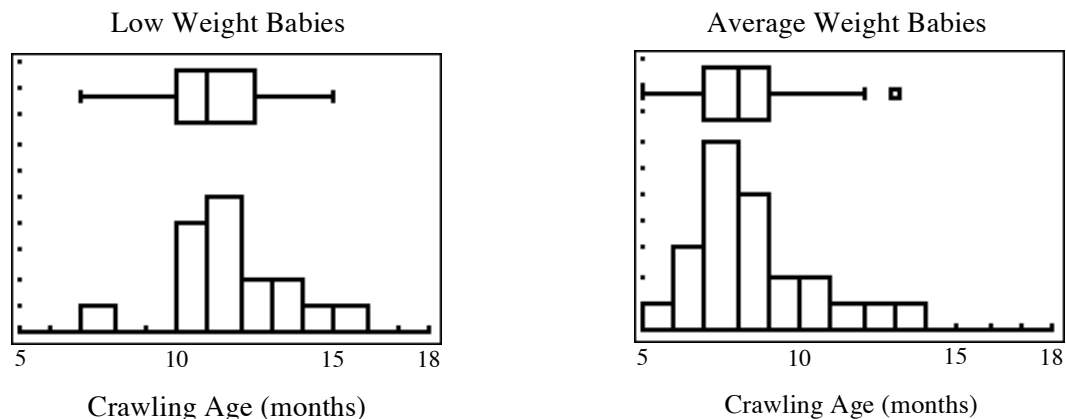 Low Weight Babies
Average Weight Babies
5 10 15 18
5 10 15 18
Crawling Age (months)
Crawling Age (months)